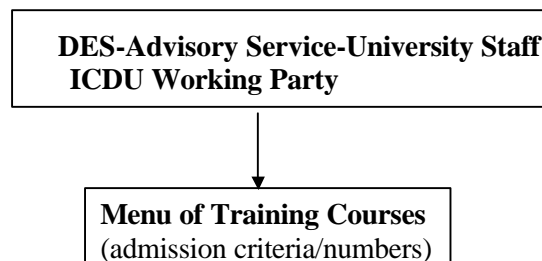 DES-Advisory Service-University Staff
ICDU Working Party
Menu of Training Courses
(admission criteria/numbers)